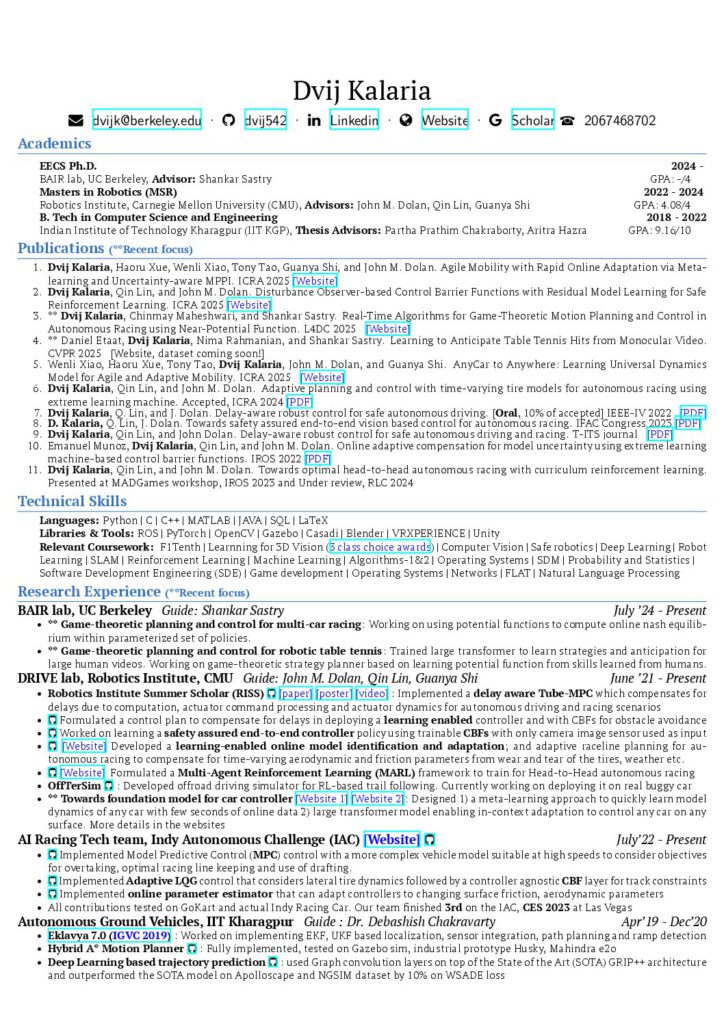 Dvij Kalaria
dvijk@berkeley.edu · dvij542 · Linkedin · Website · Scholar 2067468702
Academics
EECS Ph.D. 2024 -
BAIR lab, UC Berkeley, Advisor: Shankar Sastry GPA: -/4
Masters in Robotics (MSR) 2022 - 2024
Robotics Institute, Carnegie Mellon University (CMU), Advisors: John M. Dolan, Qin Lin, Guanya Shi GPA: 4.08/4
B. Tech in Computer Science and Engineering 2018 - 2022
Indian Institute of Technology Kharagpur (IIT KGP), Thesis Advisors: Partha Prathim Chakraborty, Aritra Hazra GPA: 9.16/10
Publications (**Recent focus)
1. Dvij Kalaria, Haoru Xue, Wenli Xiao, Tony Tao, Guanya Shi, and John M. Dolan. Agile Mobility with Rapid Online Adaptation via Meta-
learning and Uncertainty-aware MPPI. ICRA 2025 [Website]
2. Dvij Kalaria, Qin Lin, and John M. Dolan. Disturbance Observer-based Control Barrier Functions with Residual Model Learning for Safe
Reinforcement Learning. ICRA 2025 [Website]
3. ** Dvij Kalaria, Chinmay Maheshwari, and Shankar Sastry. Real-Time Algorithms for Game-Theoretic Motion Planning and Control in
Autonomous Racing using Near-Potential Function. L4DC 2025 [Website]
4. ** Daniel Etaat, Dvij Kalaria, Nima Rahmanian, and Shankar Sastry. Learning to Anticipate Table Tennis Hits from Monocular Video.
CVPR 2025 [Website, dataset coming soon!]
5. Wenli Xiao, Haoru Xue, Tony Tao, Dvij Kalaria, John M. Dolan, and Guanya Shi. AnyCar to Anywhere: Learning Universal Dynamics
Model for Agile and Adaptive Mobility. ICRA 2025 [Website]
6. Dvij Kalaria, Qin Lin, and John M. Dolan. Adaptive planning and control with time-varying tire models for autonomous racing using
extreme learning machine. Accepted, ICRA 2024 [PDF]
7. Dvij Kalaria, Q. Lin, and J. Dolan. Delay-aware robust control for safe autonomous driving. [Oral, 10% of accepted] IEEE-IV 2022 [PDF]
8. D. Kalaria, Q. Lin, J. Dolan. Towards safety assured end-to-end vision based control for autonomous racing. IFAC Congress 2023 [PDF]
9. Dvij Kalaria, Qin Lin, and John Dolan. Delay-aware robust control for safe autonomous driving and racing. T-ITS journal [PDF]
10. Emanuel Munoz, Dvij Kalaria, Qin Lin, and John M. Dolan. Online adaptive compensation for model uncertainty using extreme learning
machine-based control barrier functions. IROS 2022 [PDF]
11. Dvij Kalaria, Qin Lin, and John M. Dolan. Towards optimal head-to-head autonomous racing with curriculum reinforcement learning.
Presented at MADGames workshop, IROS 2023 and Under review, RLC 2024
Technical Skills
Languages: Python | C | C++ | MATLAB | JAVA | SQL | LaTeX
Libraries & Tools: ROS | PyTorch | OpenCV | Gazebo | Casadi | Blender | VRXPERIENCE | Unity
Relevant Coursework: F1Tenth | Learnning for 3D Vision (5 class choice awards) | Computer Vision | Safe robotics | Deep Learning | Robot
Learning | SLAM | Reinforcement Learning | Machine Learning | Algorithms-1&2 | Operating Systems | SDM | Probability and Statistics |
Software Development Engineering (SDE) | Game development | Operating Systems | Networks | FLAT | Natural Language Processing
Research Experience (**Recent focus)
BAIR lab, UC Berkeley Guide: Shankar Sastry July '24 - Present
• ** Game-theoretic planning and control for multi-car racing: Working on using potential functions to compute online nash equilib-
rium within parameterized set of policies.
• ** Game-theoretic planning and control for robotic table tennis: Trained large transformer to learn strategies and anticipation for
large human videos. Working on game-theoretic strategy planner based on learning potential function from skills learned from humans.
DRIVE lab, Robotics Institute, CMU Guide: John M. Dolan, Qin Lin, Guanya Shi June '21 - Present
• Robotics Institute Summer Scholar (RISS) [paper] [poster] [video] : Implemented a delay aware Tube-MPC which compensates for
delays due to computation, actuator command processing and actuator dynamics for autonomous driving and racing scenarios
• Formulated a control plan to compensate for delays in deploying a learning enabled controller and with CBFs for obstacle avoidance
• Worked on learning a safety assured end-to-end controller policy using trainable CBFs with only camera image sensor used as input
• [Website] Developed a learning-enabled online model identification and adaptation; and adaptive raceline planning for au-
tonomous racing to compensate for time-varying aerodynamic and friction parameters from wear and tear of the tires, weather etc.
• [Website] Formulated a Multi-Agent Reinforcement Learning (MARL) framework to train for Head-to-Head autonomous racing
• OffTerSim : Developed offroad driving simulator for RL-based trail following. Currently working on deploying it on real buggy car
• ** Towards foundation model for car controller [Website 1] [Website 2]: Designed 1) a meta-learning approach to quickly learn model
dynamics of any car with few seconds of online data 2) large transformer model enabling in-context adaptation to control any car on any
surface. More details in the websites
AI Racing Tech team, Indy Autonomous Challenge (IAC) [Website] July'22 - Present
• Implemented Model Predictive Control (MPC) control with a more complex vehicle model suitable at high speeds to consider objectives
for overtaking, optimal racing line keeping and use of drafting.
• Implemented Adaptive LQG control that considers lateral tire dynamics followed by a controller agnostic CBF layer for track constraints
• Implemented online parameter estimator that can adapt controllers to changing surface friction, aerodynamic parameters
• All contributions tested on GoKart and actual Indy Racing Car. Our team finished 3rd on the IAC, CES 2023 at Las Vegas
Autonomous Ground Vehicles, IIT Kharagpur Guide : Dr. Debashish Chakravarty Apr'19 - Dec'20
• Eklavya 7.0 (IGVC 2019) : Worked on implementing EKF, UKF based localization, sensor integration, path planning and ramp detection
• Hybrid A* Motion Planner : Fully implemented, tested on Gazebo sim, industrial prototype Husky, Mahindra e2o
• Deep Learning based trajectory prediction : used Graph convolution layers on top of the State of the Art (SOTA) GRIP++ architecture
and outperformed the SOTA model on Apolloscape and NGSIM dataset by 10% on WSADE loss